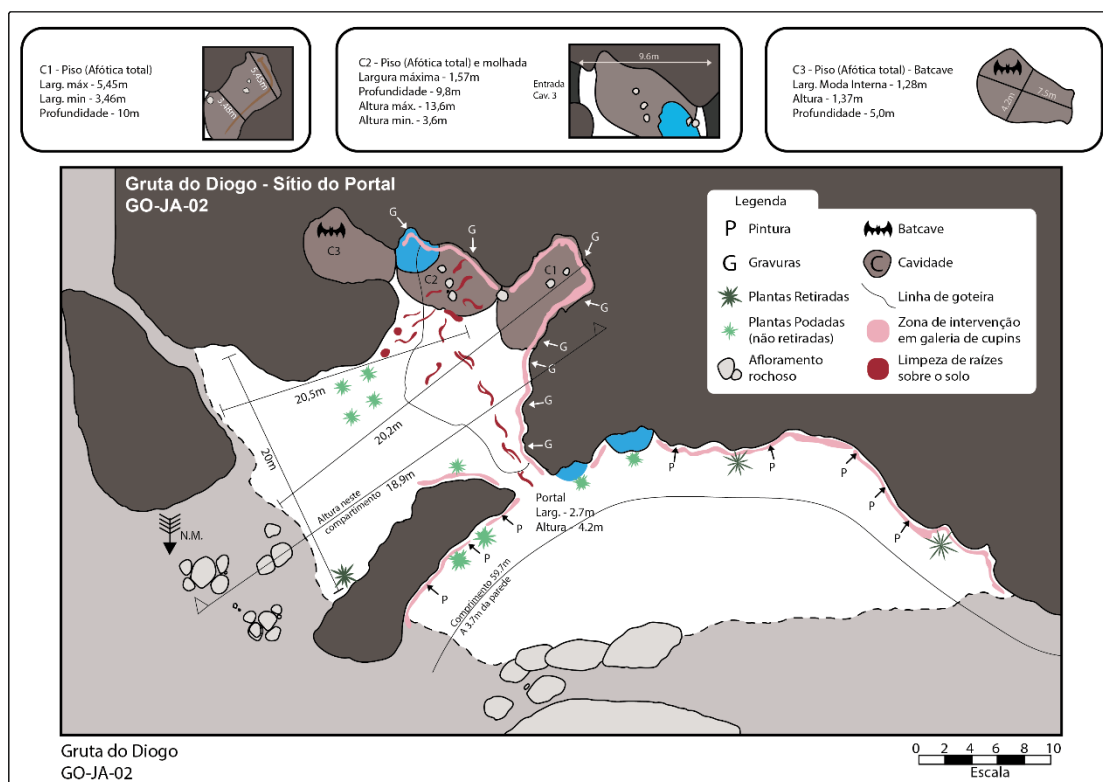 C1 - Piso (Afótica total)
Larg. máx - 5,45m
Larg. min - 3,46m
Profundidade - 10m
5.45m
3.48m
C2 - Piso (Afótica total) e molhada
Largura máxima - 1,57m
Profundidade - 9,8m
Altura máx. - 13,6m
Altura min. - 3,6m
Entrada
Cav. 3
9.6m
C3 - Piso (Afótica total) - Batcave
Larg. Moda Interna - 1,28m
Altura - 1,37m
Profundidade - 5,0m
4.2m
7.5m
Gruta do Diogo - Sítio do Portal
GO-JA-02
G
G
G
C3
C2
C1
G
G
G
G
G
20,5m
20,2m
20m
Altura neste
compartimento
18,9m
N.M.
Portal
Larg. - 2.7m
Altura - 4.2m
P
P
P
P
P
P
P
P
Comprimento 59.7m
A 3.7m da parede
Legenda
P Pintura
Batcave
G Gravuras
C Cavidade
Plantas Retiradas
Linha de goteira
Plantas Podadas
(não retiradas)
Zona de intervenção
em galeria de cupins
Afloramento
rochoso
Limpeza de raízes
sobre o solo
Gruta do Diogo
GO-JA-02
0 2 4 6 8 10
Escala